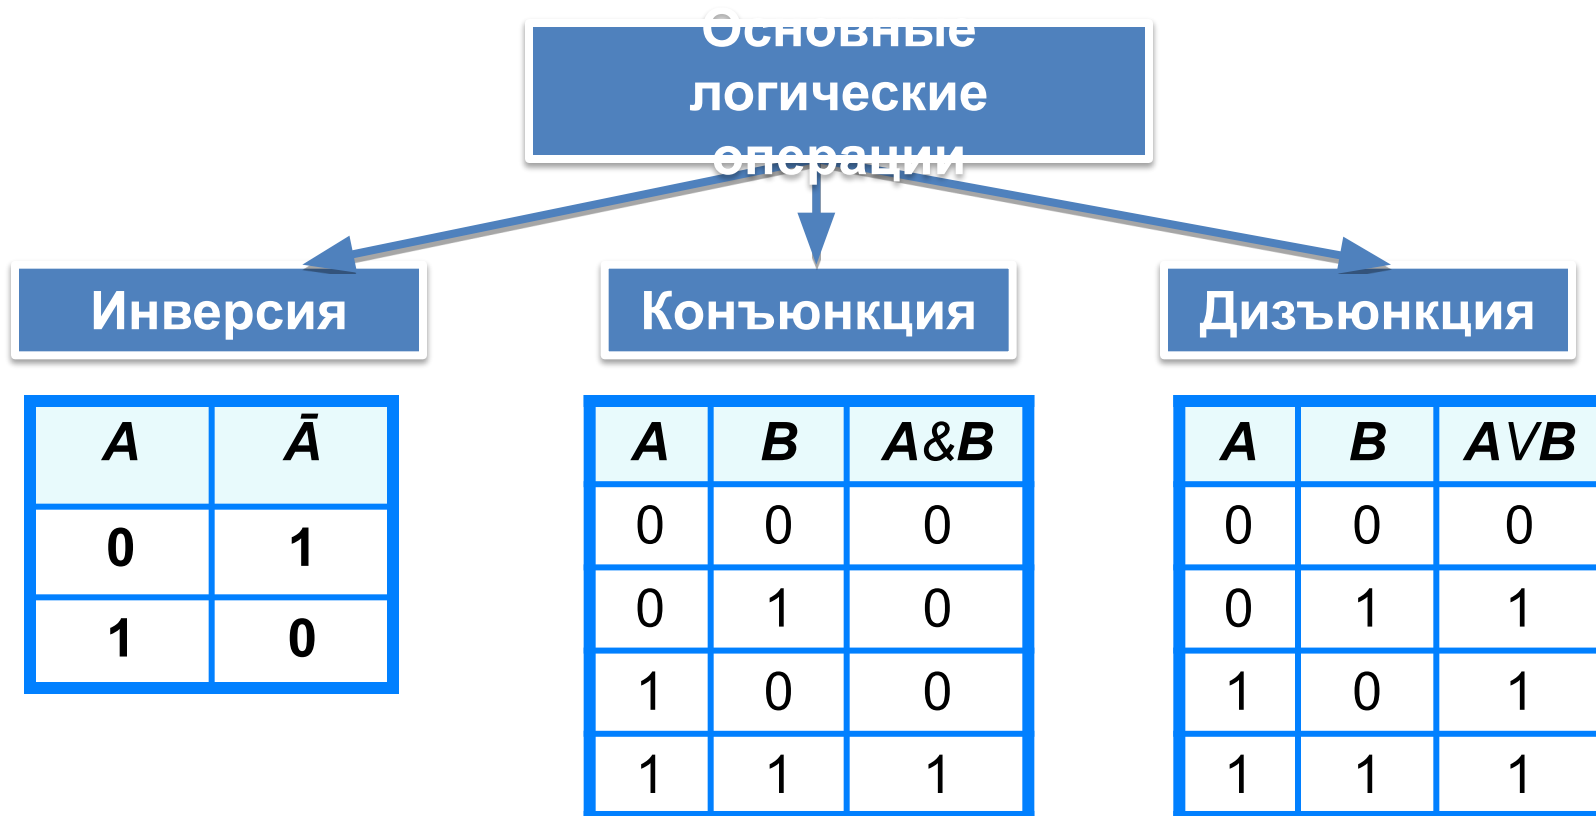 Основные
логические
операции
Инверсия
Конъюнкция
Дизъюнкция
A Ā
0 1
1 0
A B A&B
0 0 0
0 1 0
1 0 0
1 1 1
A B AVB
0 0 0
0 1 1
1 0 1
1 1 1